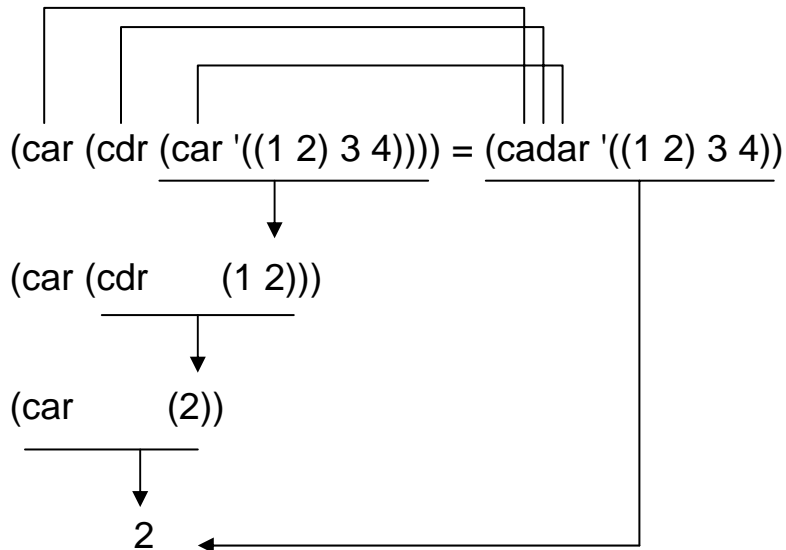 (car (cdr (car '((1 2) 3 4)))) = (cadar '((1 2) 3 4))
(car (cdr (1 2)))
(car (2))
2